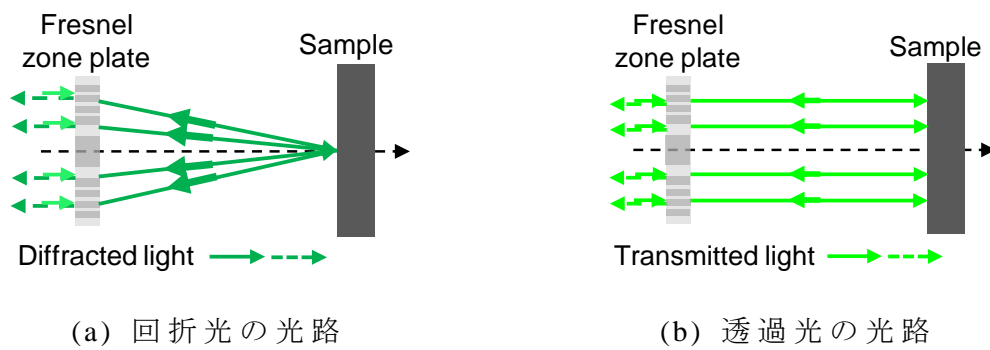 Fresnel
zone plate
Sample
Diffracted light
(a) 回折光の光路
Fresnel
zone plate
Sample
Transmitted light
(b) 透過光の光路